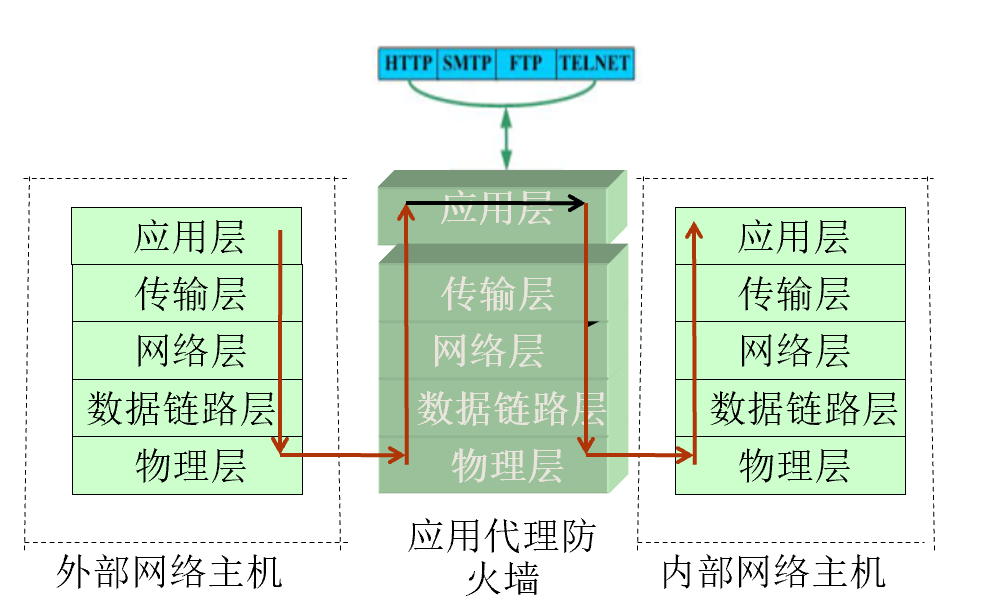 HTTP SMTP FTP TELNET
应用层
传输层
网络层
数据链路层
物理层
外部网络主机
应用层
传输层
网络层
数据链路层
物理层
应用代理防
火墙
应用层
传输层
网络层
数据链路层
物理层
内部网络主机